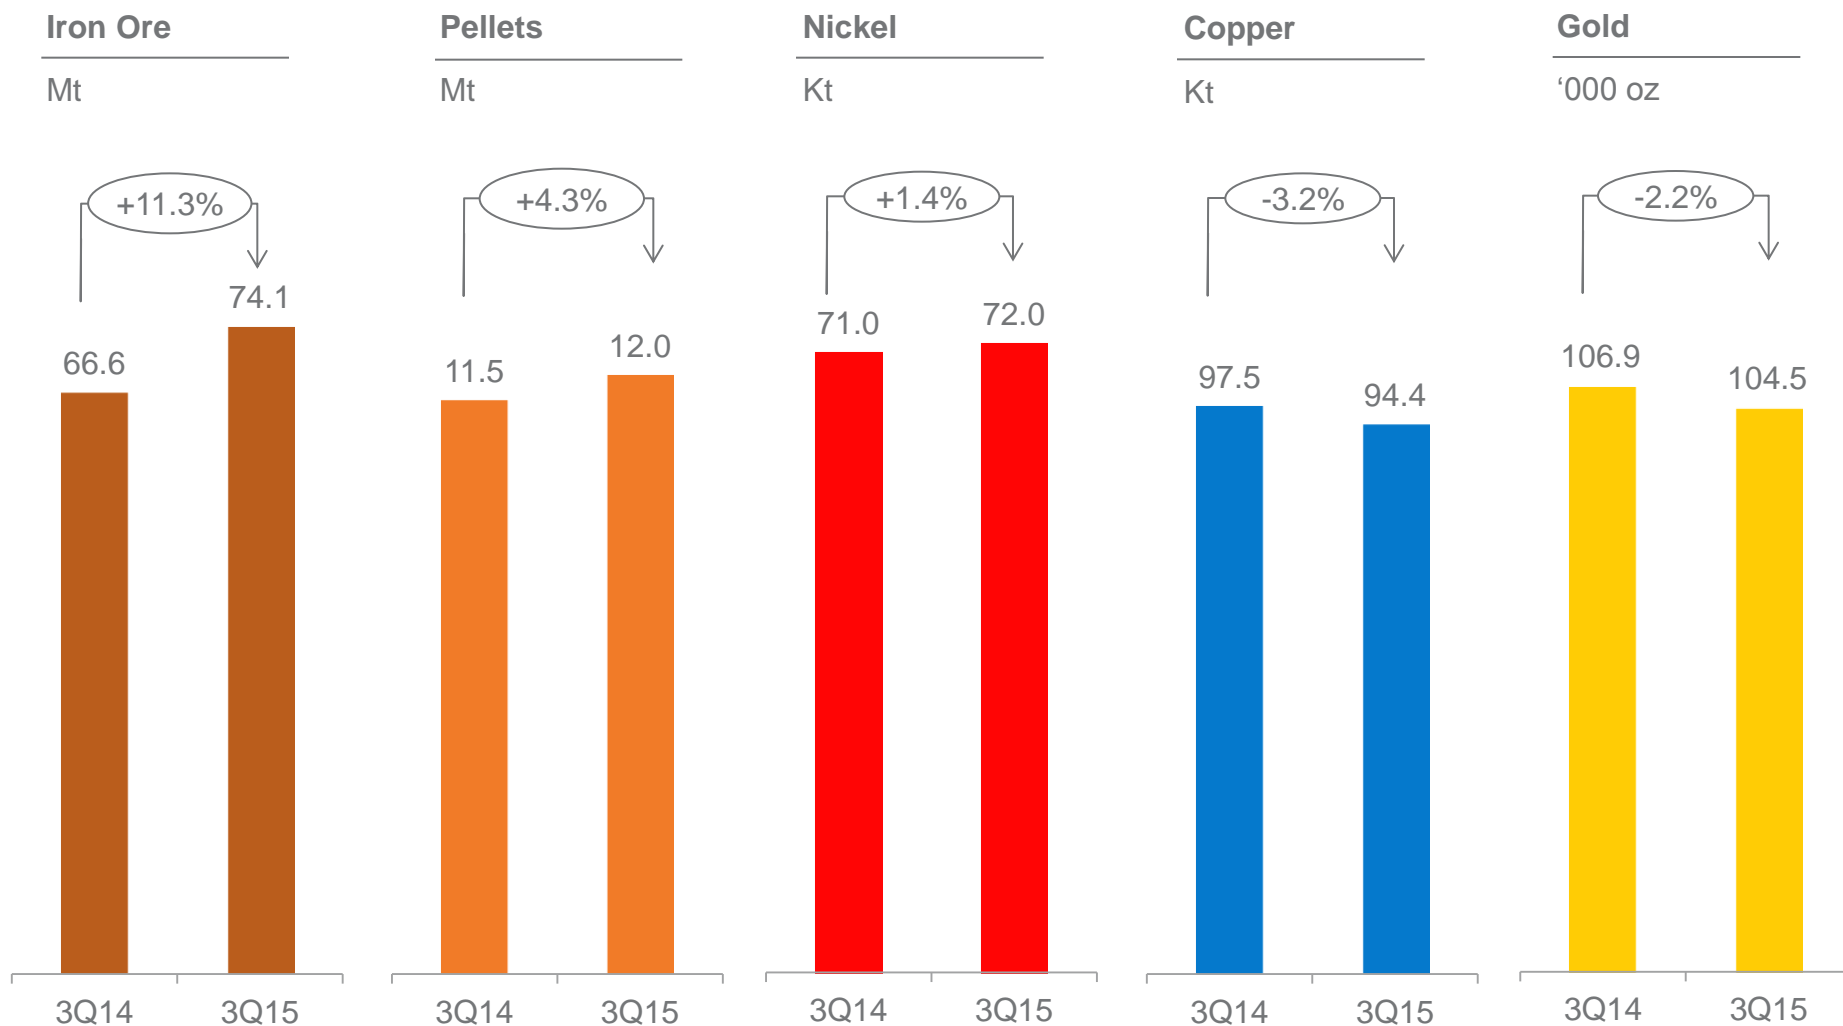 Iron Ore
Mt
+11.3%
66.6
74.1
3Q14
3Q15
Pellets
Mt
+4.3%
11.5
12.0
3Q14
3Q15
Nickel
Kt
+1.4%
71.0
72.0
3Q14
3Q15
Copper
Kt
-3.2%
97.5
94.4
3Q14
3Q15
Gold
‘000 oz
-2.2%
106.9
104.5
3Q14
3Q15